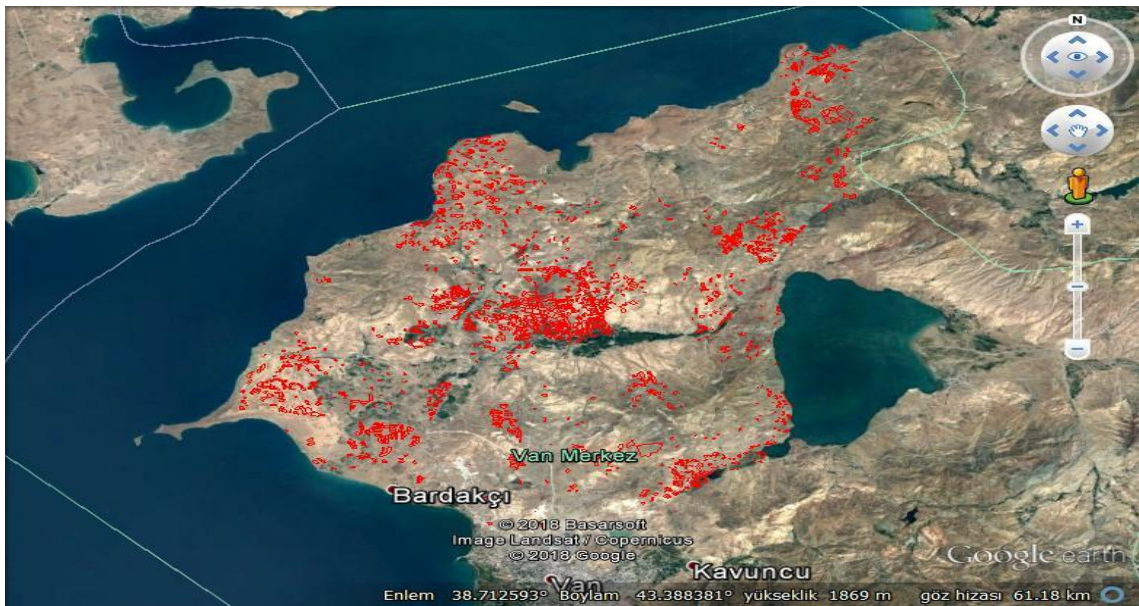 N
Van Merkez
Bardakçı
© 2018 Basarsoft
Image Landsat / Copernicus
© 2018 Google
Google earth
Kavuncu
Van
Enlem 38.712593° Boylam 43.388381° yükseklik 1869 m göz hizası 61.18 km